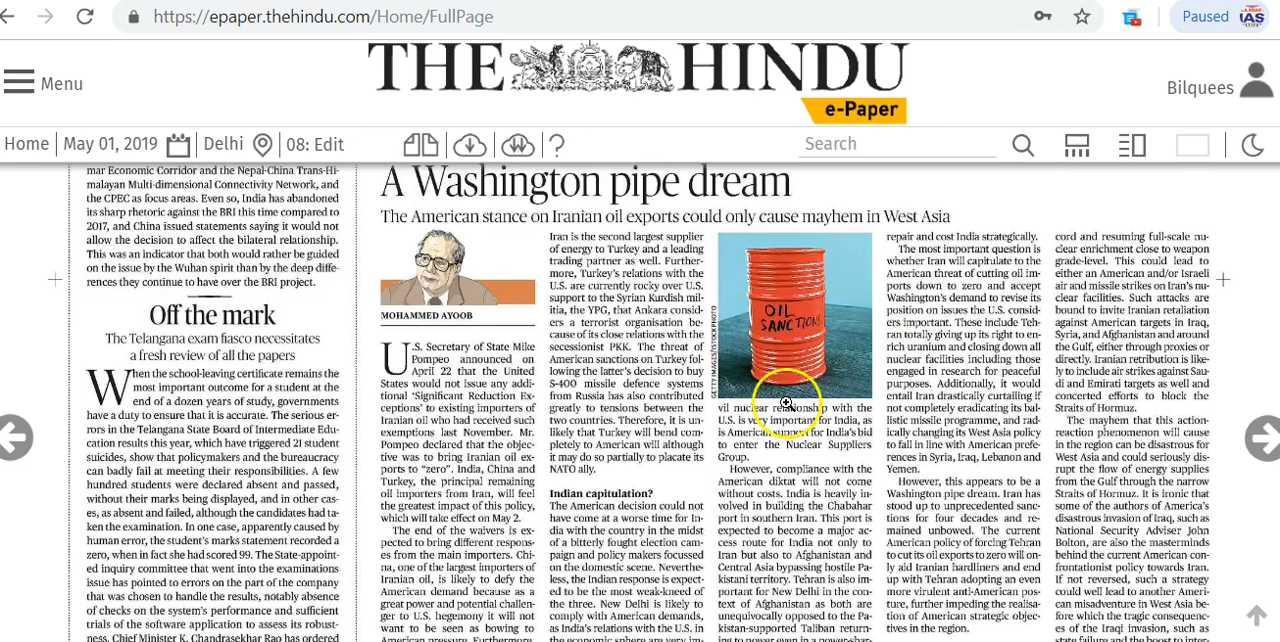 https://epaper.thehindu.com/Home/FullPage
Paused
IAS
THE HINDU
e-Paper
Menu
Bilquees
Home
May 01, 2019
Delhi
08: Edit
?
Search
mar Economic Corridor and the Nepal-China Trans-Hi-
malayan Multi-dimensional Connectivity Network, and
the CPEC as focus areas. Even so, India has abandoned
its sharp rhetoric against the BRI this time compared to
2017, and China issued statements saying it would not
allow the decision to affect the bilateral relationship.
This was an indicator that both would rather be guided
on the issue by the Wuhan spirit than by the deep diffe-
rences they continue to have over the BRI project.
Off the mark
The Telangana exam fiasco necessitates
a fresh review of all the papers
When the school-leaving certificate remains the
most important outcome for a student at the
end of a dozen years of study, governments
have a duty to ensure that it is accurate. The serious er-
rors in the Telangana State Board of Intermediate Edu-
cation results this year, which have triggered 21 student
suicides, show that policymakers and the bureaucracy
can badly fail at meeting their responsibilities. A few
hundred students were declared absent and passed,
without their marks being displayed, and in other cas-
es, as absent and failed, although the candidates had ta-
ken the examination. In one case, apparently caused by
human error, the student's marks statement recorded a
zero, when in fact she had scored 99. The State-appoint-
ed inquiry committee that went into the examinations
issue has pointed to errors on the part of the company
that was chosen to handle the results, notably absence
of checks on the system's performance and sufficient
trials of the software application to assess its robust-
ness. Chief Minister K. Chandrasekhar Rao has ordered
A Washington pipe dream
The American stance on Iranian oil exports could only cause mayhem in West Asia
MOHAMMED AYOOB
U.S. Secretary of State Mike
Pompeo announced on
April 22 that the United
States would not issue any addi-
tional 'Significant Reduction Ex-
ceptions' to existing importers of
Iranian oil who had received such
exemptions last November. Mr.
Pompeo declared that the objec-
tive was to bring Iranian oil ex-
ports to "zero". India, China and
Turkey, the principal remaining
oil importers from Iran, will feel
the greatest impact of this policy,
which will take effect on May 2.
The end of the waivers is ex-
pected to bring different respons-
es from the main importers. Chi-
na, one of the largest importers of
Iranian oil, is likely to defy the
American demand because as a
great power and potential challen-
ger to U.S. hegemony it will not
want to be seen as bowing to
American pressure. Furthermore,
Iran is the second largest supplier
of energy to Turkey and a leading
trading partner as well. Further-
more, Turkey's relations with the
U.S. are currently rocky over U.S.
support to the Syrian Kurdish mil-
itia, the YPG, that Ankara consid-
ers a terrorist organisation be-
cause of its close relations with the
secessionist PKK. The threat of
American sanctions on Turkey fol-
lowing the latter's decision to buy
S-400 missile defence systems
from Russia has also contributed
greatly to tensions between the
two countries. Therefore, it is un-
likely that Turkey will bend com-
pletely to American will although
it may do so partially to placate its
NATO ally.
Indian capitulation?
The American decision could not
have come at a worse time for In-
dia with the country in the midst
of a bitterly fought election cam-
paign and policy makers focussed
on the domestic scene. Neverthe-
less, the Indian response is expect-
ed to be the most weak-kneed of
the three. New Delhi is likely to
comply with American demands,
as India's relations with the U.S. in
the economic sphere are very im-
OIL
SANCTIONS
GETTY IMAGES/ISTOCKPHOTO
vil nuclear relationship with the
U.S. is very important for India, as
is American support for India's bid
to enter the Nuclear Suppliers
Group.
However, compliance with the
American diktat will not come
without costs. India is heavily in-
volved in building the Chabahar
port in southern Iran. This port is
expected to become a major ac-
cess route for India not only to
Iran but also to Afghanistan and
Central Asia bypassing hostile Pa-
kistani territory. Tehran is also im-
portant for New Delhi in the con-
text of Afghanistan as both are
unequivocally opposed to the Pa-
kistan-supported Taliban return-
ing to power even in a power-shar-
repair and cost India strategically.
The most important question is
whether Iran will capitulate to the
American threat of cutting oil im-
ports down to zero and accept
Washington's demand to revise its
position on issues the U.S. consid-
ers important. These include Teh-
ran totally giving up its right to en-
rich uranium and closing down all
nuclear facilities including those
engaged in research for peaceful
purposes. Additionally, it would
entail Iran drastically curtailing if
not completely eradicating its bal-
listic missile programme, and rad-
ically changing its West Asia policy
to fall in line with American prefe-
rences in Syria, Iraq, Lebanon and
Yemen.
However, this appears to be a
Washington pipe dream. Iran has
stood up to unprecedented sanc-
tions for four decades and re-
mained unbowed. The current
American policy of forcing Tehran
to cut its oil exports to zero will on-
ly aid Iranian hardliners and end
up with Tehran adopting an even
more virulent anti-American pos-
ture, further impeding the realisa-
tion of American strategic objec-
tives in the region.
cord and resuming full-scale nu-
clear enrichment close to weapon
grade-level. This could lead to
either an American and/or Israeli
air and missile strikes on Iran's nu-
clear facilities. Such attacks are
bound to invite Iranian retaliation
against American targets in Iraq,
Syria, and Afghanistan and around
the Gulf, either through proxies or
directly. Iranian retribution is like-
ly to include air strikes against Sau-
di and Emirati targets as well and
concerted efforts to block the
Straits of Hormuz.
The mayhem that this action-
reaction phenomenon will cause
in the region can be disastrous for
West Asia and could seriously dis-
rupt the flow of energy supplies
from the Gulf through the narrow
Straits of Hormuz. It is ironic that
some of the authors of America's
disastrous invasion of Iraq, such as
National Security Adviser John
Bolton, are also the masterminds
behind the current American con-
frontationist policy towards Iran.
If not reversed, such a strategy
could well lead to another Ameri-
can misadventure in West Asia be-
fore which the tragic consequenc-
es of the Iraqi invasion, such as
state failure and the boost to inter-